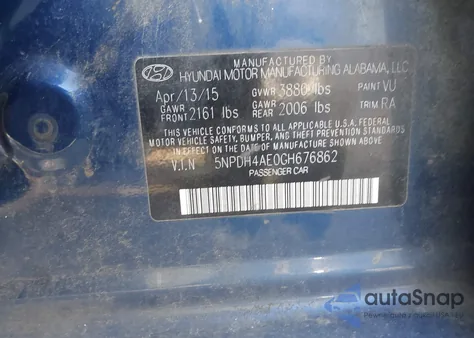 MANUFACTURED BY
HYUNDAI MOTOR MANUFACTURING ALABAMA, LLC
Apr/13/15 GVWR 3880 lbs PAINT VU
GAWR FRONT 2161 lbs GAWR REAR 2006 lbs TRIM RA
THIS VEHICLE CONFORMS TO ALL APPLICABLE U.S.A. FEDERAL
MOTOR VEHICLE SAFETY, BUMPER, AND THEFT PREVENTION
STANDARDS IN EFFECT ON THE DATE OF MANUFACTURE SHOWN ABOVE.
V.I.N 5NPDH4AE0GH676862
PASSENGER CAR
autoSnap
Provided by